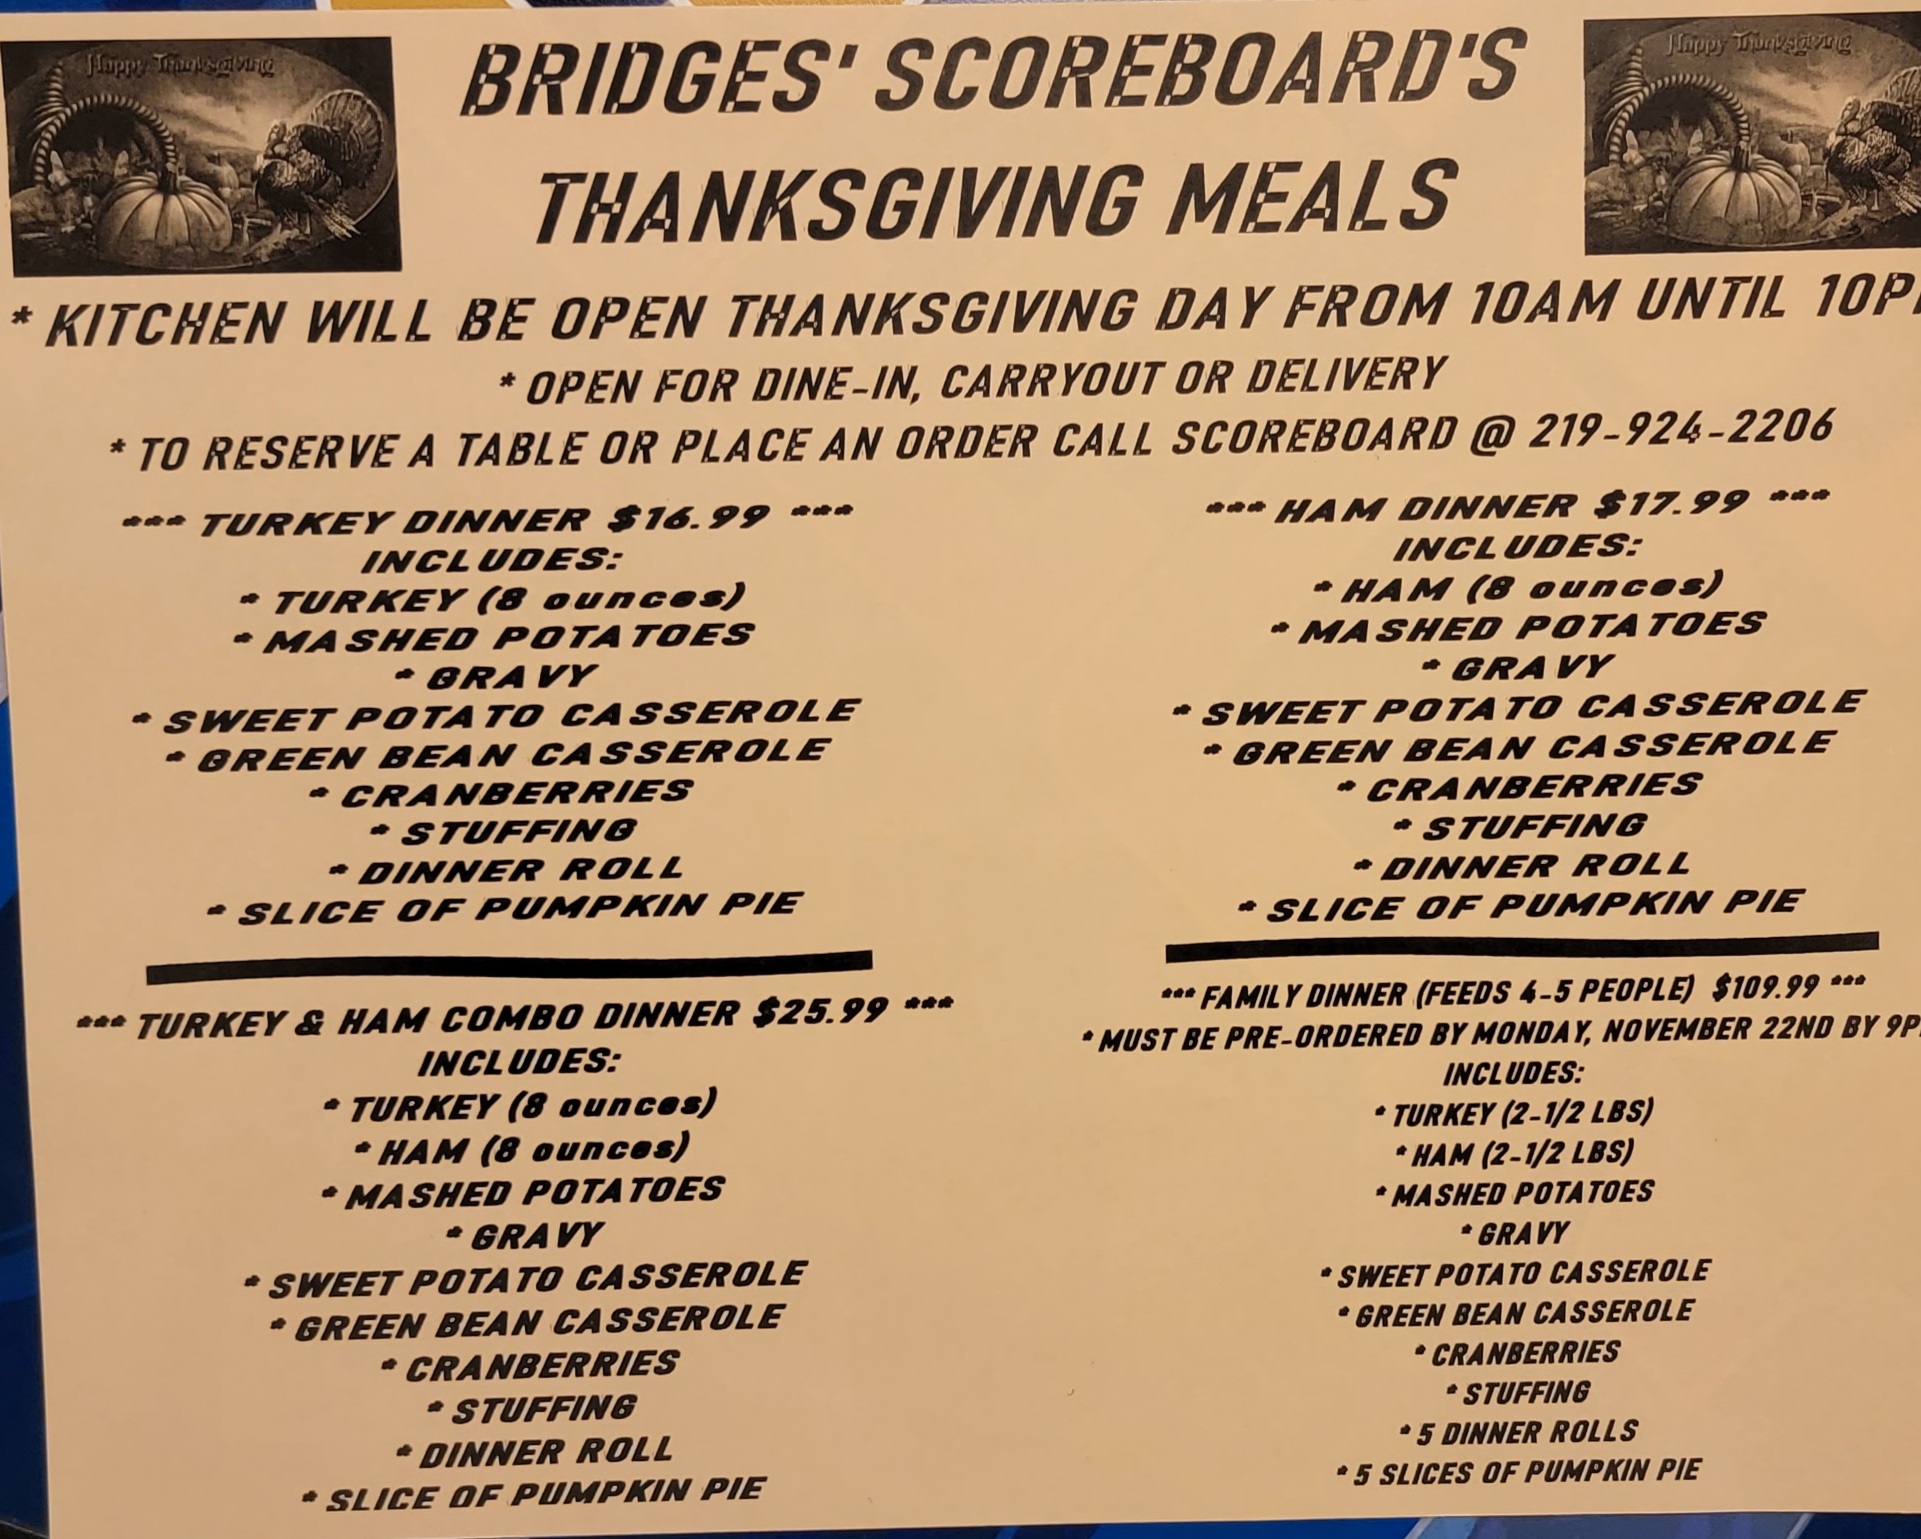 Happy Thanksgiving
Happy Thanksgiving
BRIDGES' SCOREBOARD'S
THANKSGIVING MEALS
* KITCHEN WILL BE OPEN THANKSGIVING DAY FROM 10AM UNTIL 10P
* OPEN FOR DINE-IN, CARRYOUT OR DELIVERY
* TO RESERVE A TABLE OR PLACE AN ORDER CALL SCOREBOARD @ 219-924-2206
*** TURKEY DINNER $16.99 ***
INCLUDES:
* TURKEY (8 ounces)
* MASHED POTATOES
* GRAVY
* SWEET POTATO CASSEROLE
* GREEN BEAN CASSEROLE
* CRANBERRIES
* STUFFING
* DINNER ROLL
* SLICE OF PUMPKIN PIE
*** HAM DINNER $17.99 ***
INCLUDES:
* HAM (8 ounces)
* MASHED POTATOES
* GRAVY
* SWEET POTATO CASSEROLE
* GREEN BEAN CASSEROLE
* CRANBERRIES
* STUFFING
* DINNER ROLL
* SLICE OF PUMPKIN PIE
*** TURKEY & HAM COMBO DINNER $25.99 ***
INCLUDES:
* TURKEY (8 ounces)
* HAM (8 ounces)
* MASHED POTATOES
* GRAVY
* SWEET POTATO CASSEROLE
* GREEN BEAN CASSEROLE
* CRANBERRIES
* STUFFING
* DINNER ROLL
* SLICE OF PUMPKIN PIE
*** FAMILY DINNER (FEEDS 4-5 PEOPLE) $109.99 ***
* MUST BE PRE-ORDERED BY MONDAY, NOVEMBER 22ND BY 9P
INCLUDES:
* TURKEY (2-1/2 LBS)
* HAM (2-1/2 LBS)
* MASHED POTATOES
* GRAVY
* SWEET POTATO CASSEROLE
* GREEN BEAN CASSEROLE
* CRANBERRIES
* STUFFING
* 5 DINNER ROLLS
* 5 SLICES OF PUMPKIN PIE